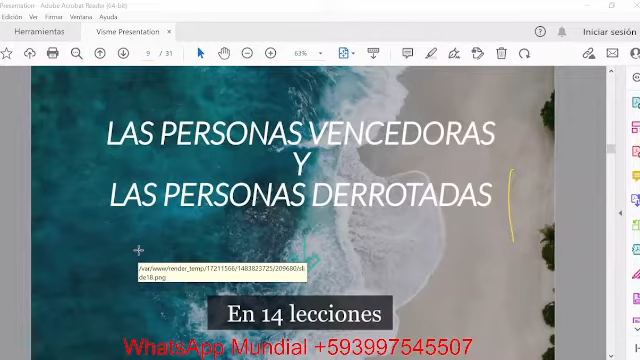 Presentation - Adobe Acrobat Reader (64-bit)
Edición Ver Firmar Ventana Ayuda
Herramientas Visme Presentation × Iniciar sesión
9 / 31 63%
LAS PERSONAS VENCEDORAS
Y
LAS PERSONAS DERROTADAS
/var/www/render_temp/17211566/1483823725/209680/sli
de18.png
En 14 lecciones
WhatsApp Mundial +593997545507